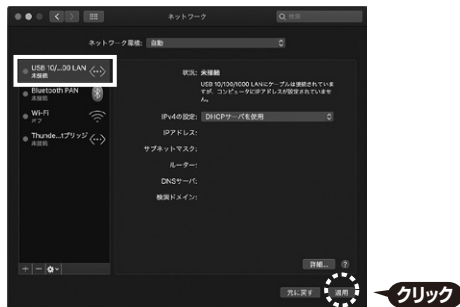 ネットワーク
検索
ネットワーク環境: 自動
USB 10/...00 LAN
未接続
Bluetooth PAN
未接続
Wi-Fi
オフ
Thunde...tブリッジ
未接続
状況: 未接続
USB 10/100/1000 LANにケーブルは接続されていま
すが、コンピュータにIPアドレスが設定されていませ
ん。
IPv4の設定: DHCPサーバを使用
IPアドレス:
サブネットマスク:
ルーター:
DNSサーバ:
検索ドメイン:
詳細... ?
元に戻す 適用
クリック